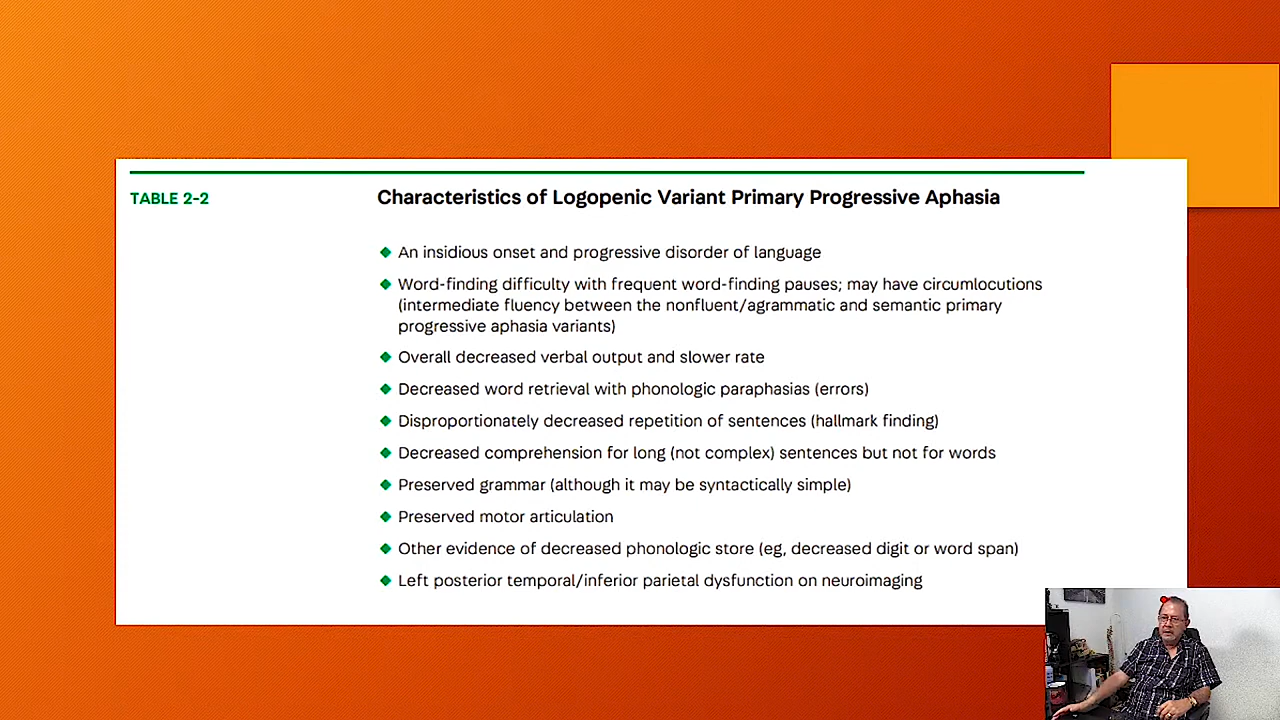 TABLE 2-2
Characteristics of Logopenic Variant Primary Progressive Aphasia
◆ An insidious onset and progressive disorder of language
◆ Word-finding difficulty with frequent word-finding pauses; may have circumlocutions
(intermediate fluency between the nonfluent/agrammatic and semantic primary
progressive aphasia variants)
◆ Overall decreased verbal output and slower rate
◆ Decreased word retrieval with phonologic paraphasias (errors)
◆ Disproportionately decreased repetition of sentences (hallmark finding)
◆ Decreased comprehension for long (not complex) sentences but not for words
◆ Preserved grammar (although it may be syntactically simple)
◆ Preserved motor articulation
◆ Other evidence of decreased phonologic store (eg, decreased digit or word span)
◆ Left posterior temporal/inferior parietal dysfunction on neuroimaging